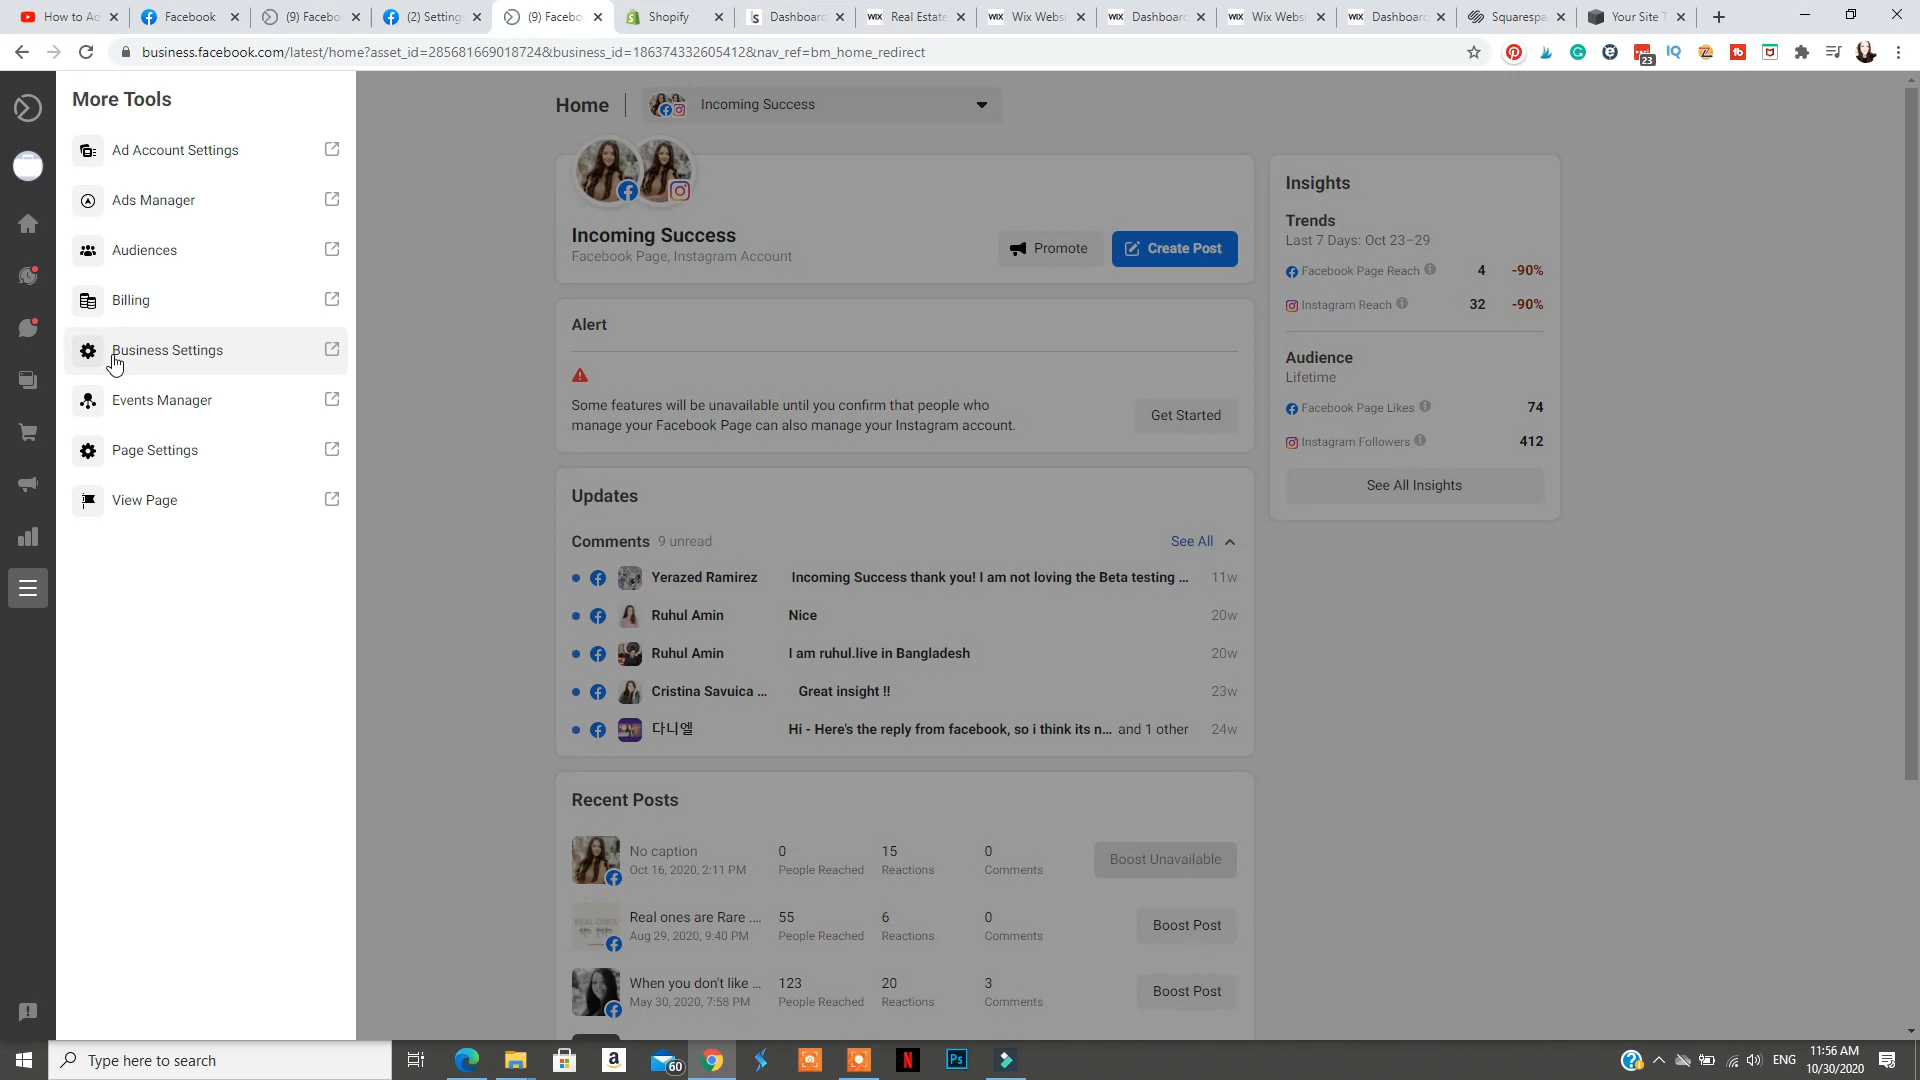 How to Ad
Facebook
(9) Facebo
(2) Setting
(9) Facebo
Shopify
Dashboard
Real Estate
Wix Websi
Dashboard
Wix Websi
Dashboard
Squarespa
Your Site T
business.facebook.com/latest/home?asset_id=285681669018724&business_id=186374332605412&nav_ref=bm_home_redirect
23
More Tools
Ad Account Settings
Ads Manager
Audiences
Billing
Business Settings
Events Manager
Page Settings
View Page
Home
Incoming Success
Incoming Success
Facebook Page, Instagram Account
Promote
Create Post
Alert
Some features will be unavailable until you confirm that people who
manage your Facebook Page can also manage your Instagram account.
Get Started
Updates
Comments 9 unread
See All
Yerazed Ramirez Incoming Success thank you! I am not loving the Beta testing ... 11w
Ruhul Amin Nice 20w
Ruhul Amin I am ruhul.live in Bangladesh 20w
Cristina Savuica ... Great insight !! 23w
다니엘 Hi - Here's the reply from facebook, so i think its n... and 1 other 24w
Recent Posts
No caption 0 15 0
Oct 16, 2020, 2:11 PM People Reached Reactions Comments
Boost Unavailable
Real ones are Rare .... 55 6 0
Aug 29, 2020, 9:40 PM People Reached Reactions Comments
Boost Post
When you don't like ... 123 20 3
May 30, 2020, 7:58 PM People Reached Reactions Comments
Boost Post
Insights
Trends
Last 7 Days: Oct 23–29
Facebook Page Reach 4 -90%
Instagram Reach 32 -90%
Audience
Lifetime
Facebook Page Likes 74
Instagram Followers 412
See All Insights
Type here to search
60
ENG
11:56 AM
10/30/2020